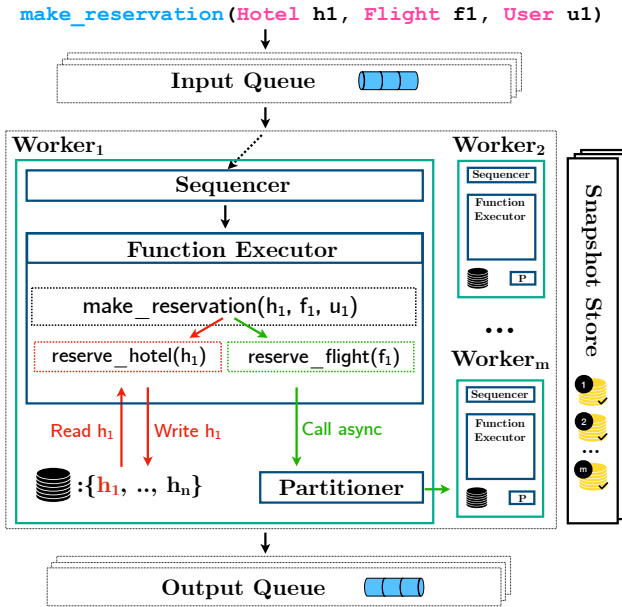 make_reservation(Hotel h1, Flight f1, User u1)
Input Queue
Worker₁
Sequencer
Function Executor
make_reservation(h₁, f₁, u₁)
reserve_hotel(h₁)
reserve_flight(f₁)
Read h₁
Write h₁
Call async
:{h₁, .., hₙ}
Partitioner
Worker₂
Sequencer
Function
Executor
P
...
Workerₘ
Sequencer
Function
Executor
P
Snapshot Store
1
2
...
m
Output Queue